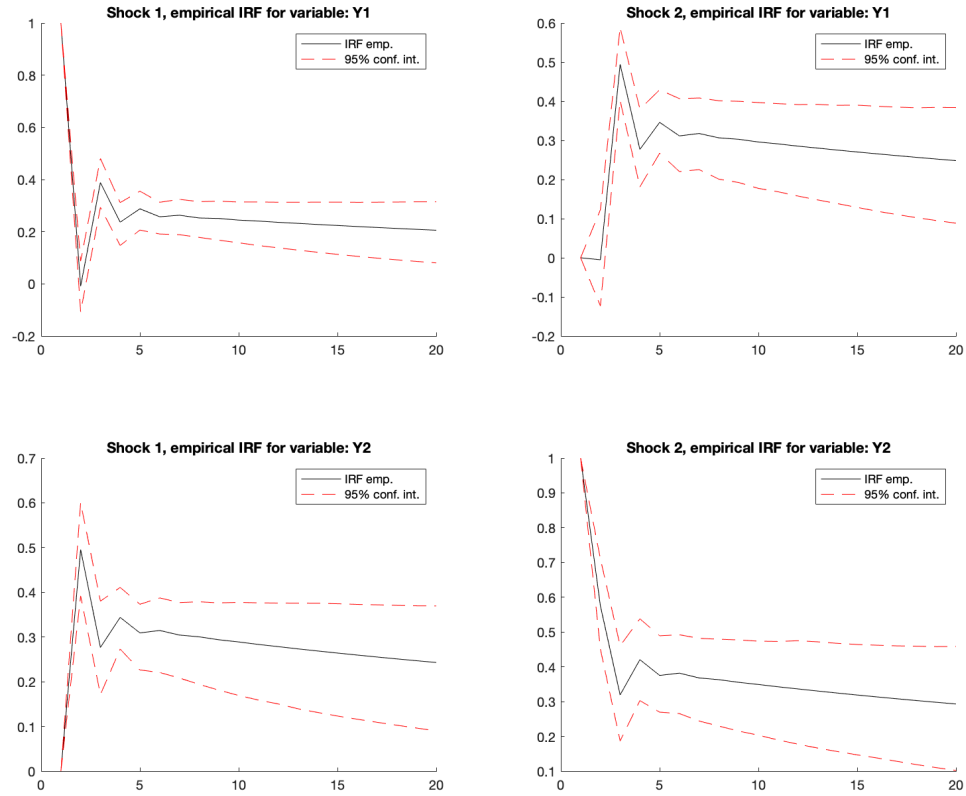 Shock 1, empirical IRF for variable: Y1
1
0.8
0.6
0.4
0.2
0
-0.2
0 5 10 15 20
IRF emp.
95% conf. int.
Shock 2, empirical IRF for variable: Y1
0.6
0.5
0.4
0.3
0.2
0.1
0
-0.1
-0.2
0 5 10 15 20
IRF emp.
95% conf. int.
Shock 1, empirical IRF for variable: Y2
0.7
0.6
0.5
0.4
0.3
0.2
0.1
0
0 5 10 15 20
IRF emp.
95% conf. int.
Shock 2, empirical IRF for variable: Y2
1
0.9
0.8
0.7
0.6
0.5
0.4
0.3
0.2
0.1
0 5 10 15 20
IRF emp.
95% conf. int.